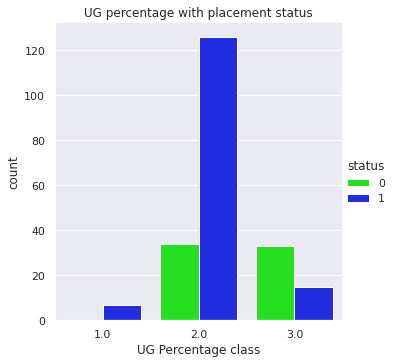 UG percentage with placement status
120
100
80
60
40
20
0
count
1.0 2.0 3.0
UG Percentage class
status
0
1